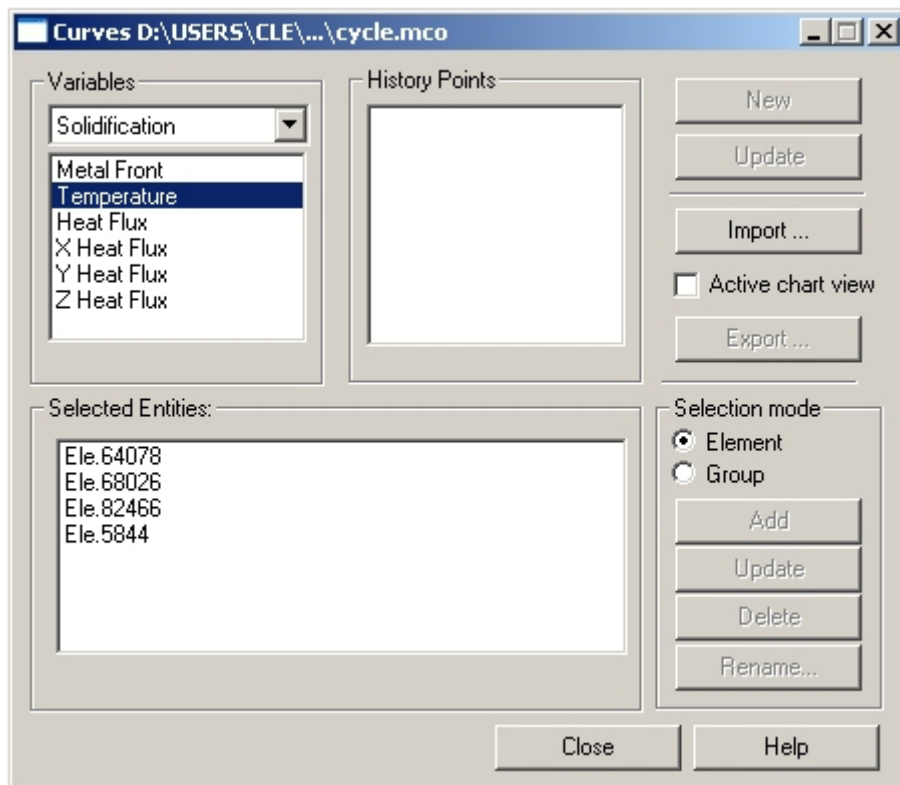 Curves D:\USERS\CLE\...\cycle.mco
Variables
Solidification
Metal Front
Temperature
Heat Flux
X Heat Flux
Y Heat Flux
Z Heat Flux
History Points
New
Update
Import ...
Active chart view
Export ...
Selected Entities:
Ele.64078
Ele.68026
Ele.82466
Ele.5844
Selection mode
Element
Group
Add
Update
Delete
Rename...
Close
Help